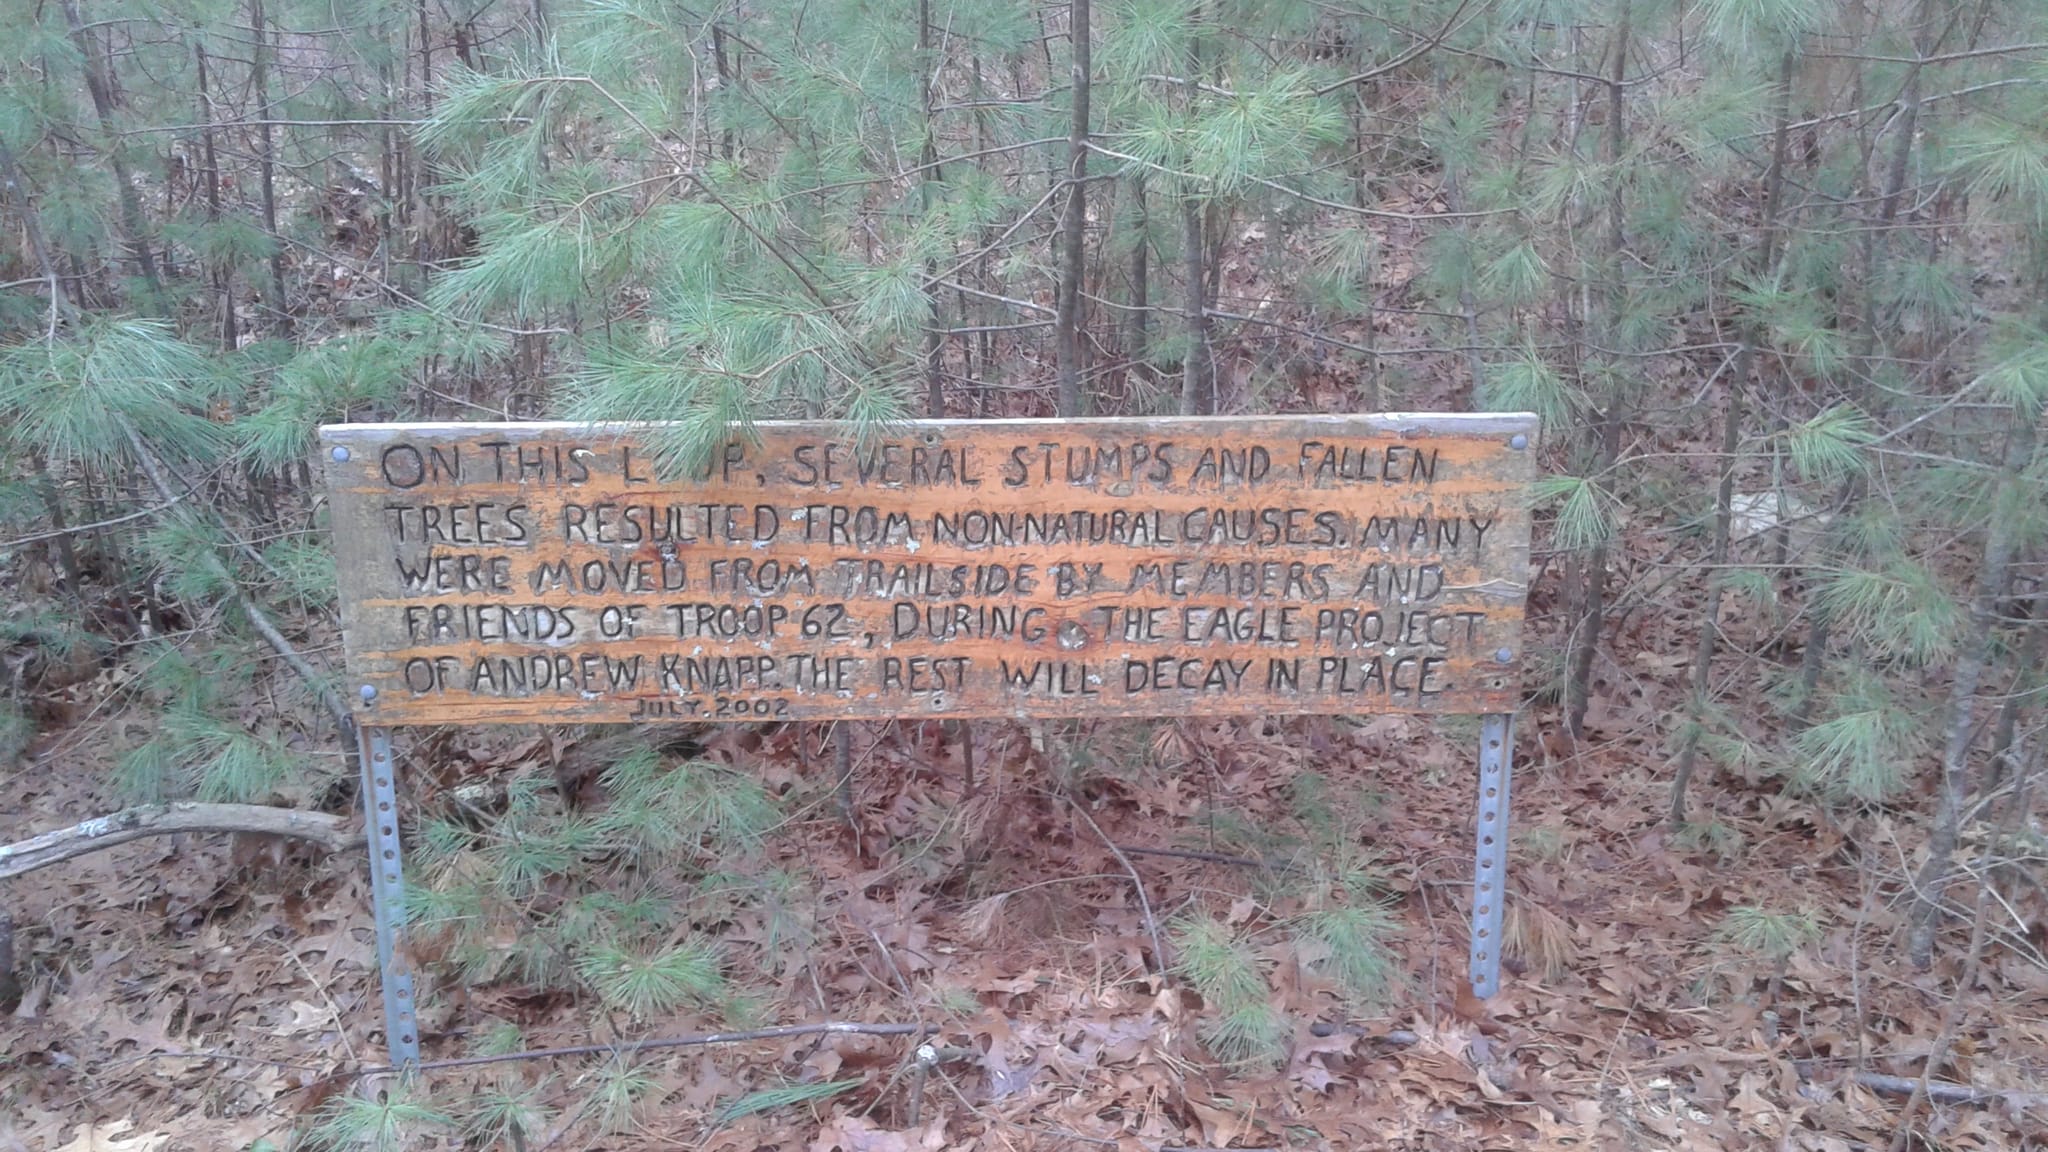 ON THIS LOOP, SEVERAL STUMPS AND FALLEN
TREES RESULTED FROM NON-NATURAL CAUSES. MANY
WERE MOVED FROM TRAILSIDE BY MEMBERS AND
FRIENDS OF TROOP 62, DURING THE EAGLE PROJECT
OF ANDREW KNAPP. THE REST WILL DECAY IN PLACE.
JULY. 2002